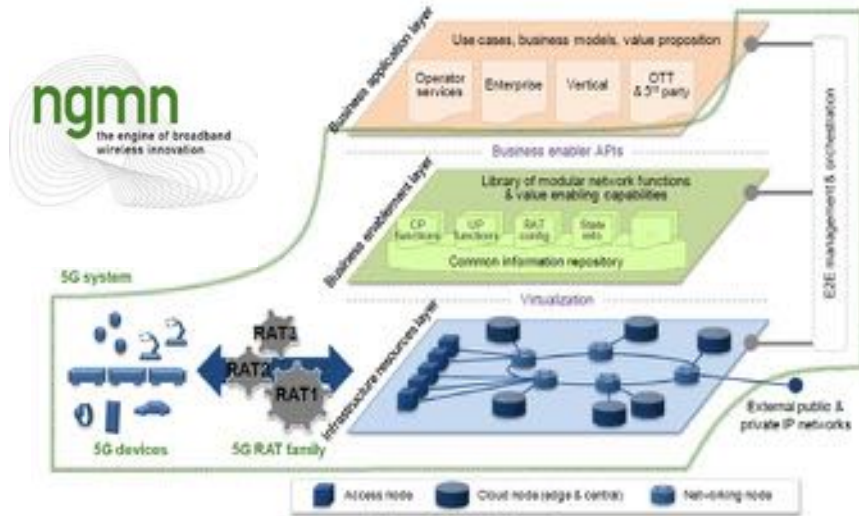 ngmn
the engine of broadband
wireless innovation
Business application layer
Use cases, business models, value proposition
Operator
services
Enterprise
Vertical
OTT
& 3rd party
Business enabler APIs
Business enablement layer
Library of modular network functions
& value enabling capabilities
CP
functions
UP
functions
RAT
config
State
info
...
Common information repository
Virtualization
E2E management & orchestration
5G system
RAT3
RAT2
RAT1
5G devices
5G RAT family
Infrastructure resources layer
External public &
private IP networks
Access node
Cloud node (edge & central)
Networking node